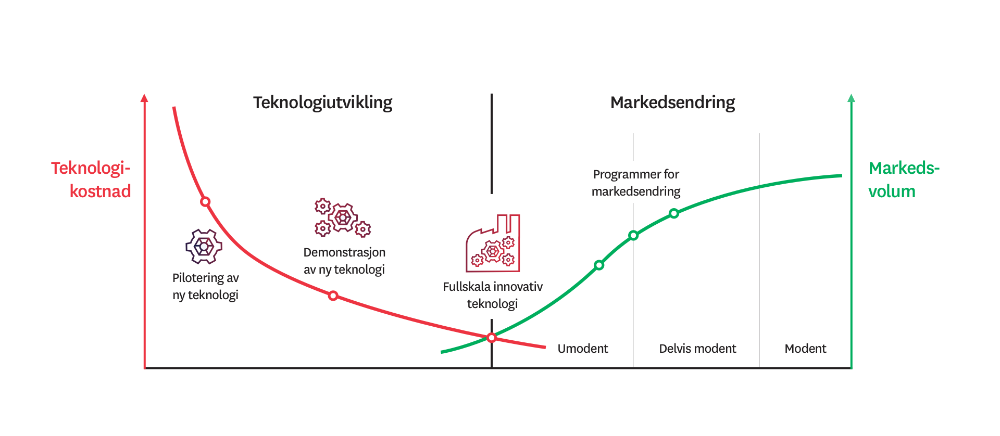 Teknologiutvikling
Markedsendring
Teknologi-
kostnad
Markeds-
volum
Programmer for
markedsendring
Demonstrasjon
av ny teknologi
Pilotering av
ny teknologi
Fullskala innovativ
teknologi
Umodent
Delvis modent
Modent